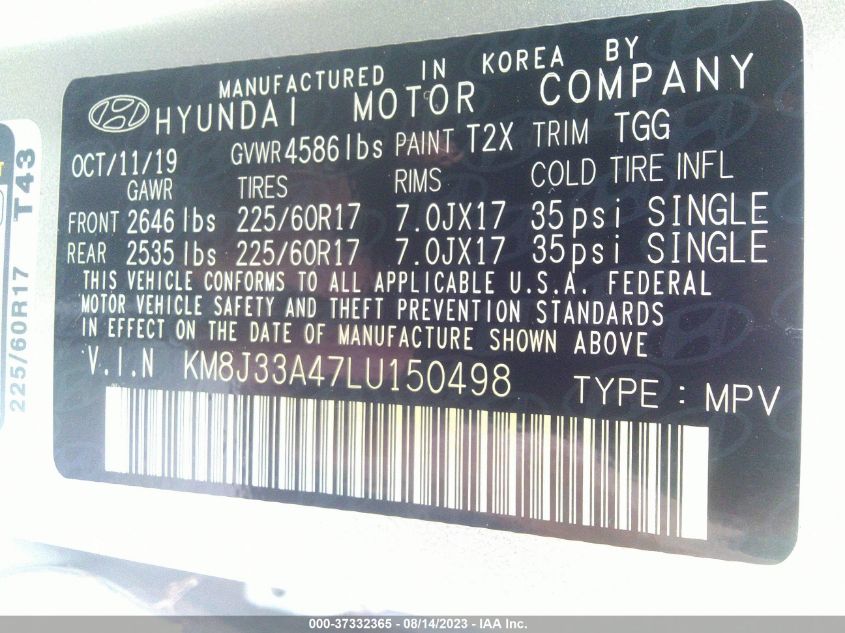 MANUFACTURED IN KOREA BY
HYUNDAI MOTOR COMPANY
OCT/11/19 GVWR 4586 lbs PAINT T2X TRIM TGG
GAWR TIRES RIMS COLD TIRE INFL
FRONT 2646 lbs 225/60R17 7.0JX17 35psi SINGLE
REAR 2535 lbs 225/60R17 7.0JX17 35psi SINGLE
THIS VEHICLE CONFORMS TO ALL APPLICABLE U.S.A. FEDERAL
MOTOR VEHICLE SAFETY AND THEFT PREVENTION STANDARDS
IN EFFECT ON THE DATE OF MANUFACTURE SHOWN ABOVE
V.I.N KM8J33A47LU150498 TYPE : MPV
225/60R17 T43
000-37332365 - 08/14/2023 - IAA Inc.